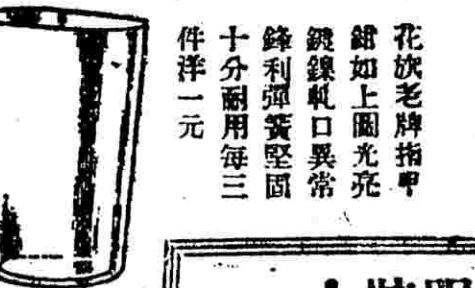 花旂老牌指甲
鉗如上圖光亮
鍍鎳軋口異常
鋒利彈簧堅固
十分耐用每三
件洋一元